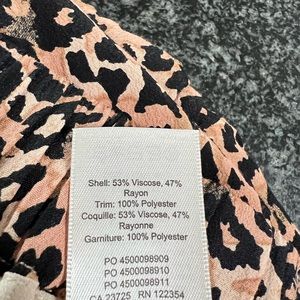 Shell: 53% Viscose, 47%
Rayon
Trim: 100% Polyester
Coquille: 53% Viscose, 47%
Rayonne
Garniture: 100% Polyester
PO 4500098909
PO 4500098910
PO 4500098911
CA 23725 RN 122354